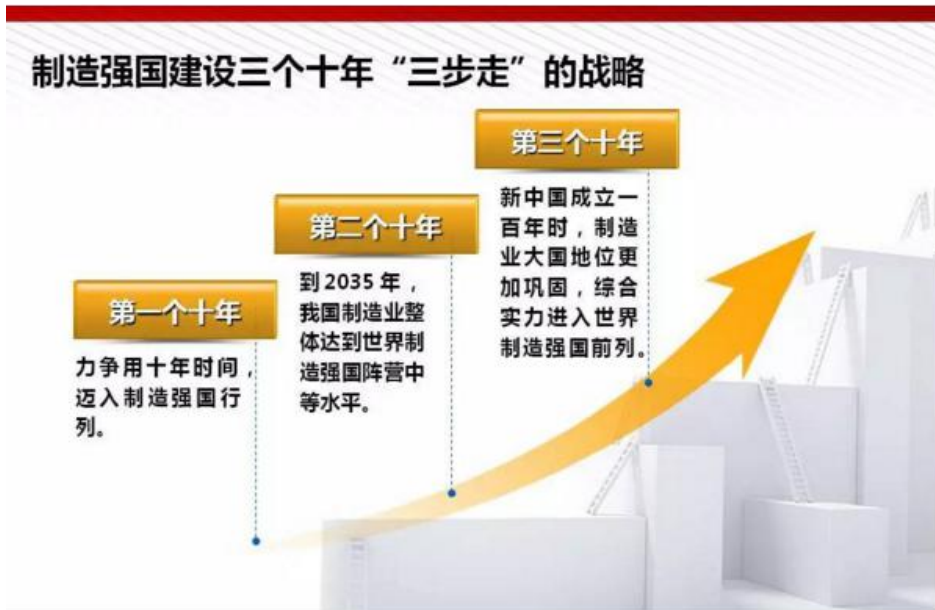 制造强国建设三个十年“三步走”的战略
第一个十年
力争用十年时间，
迈入制造强国行
列。
第二个十年
到2035年，
我国制造业整
体达到世界制
造强国阵营中
等水平。
第三个十年
新中国成立一
百年时，制造
业大国地位更
加巩固，综合
实力进入世界
制造强国前列。